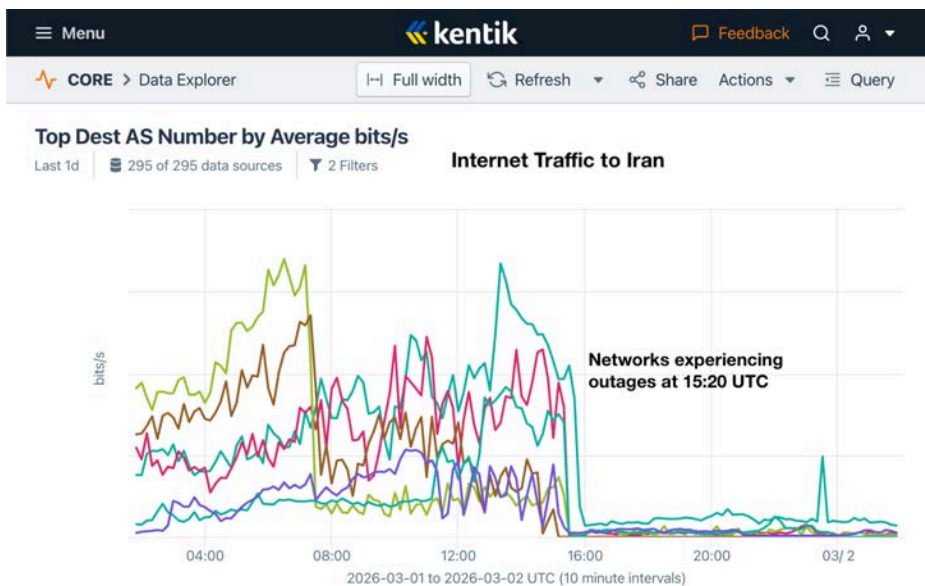 Menu
kentik
Feedback
CORE > Data Explorer
Full width
Refresh
Share
Actions
Query
Top Dest AS Number by Average bits/s
Last 1d
295 of 295 data sources
2 Filters
Internet Traffic to Iran
bits/s
Networks experiencing
outages at 15:20 UTC
04:00
08:00
12:00
16:00
20:00
03/ 2
2026-03-01 to 2026-03-02 UTC (10 minute intervals)